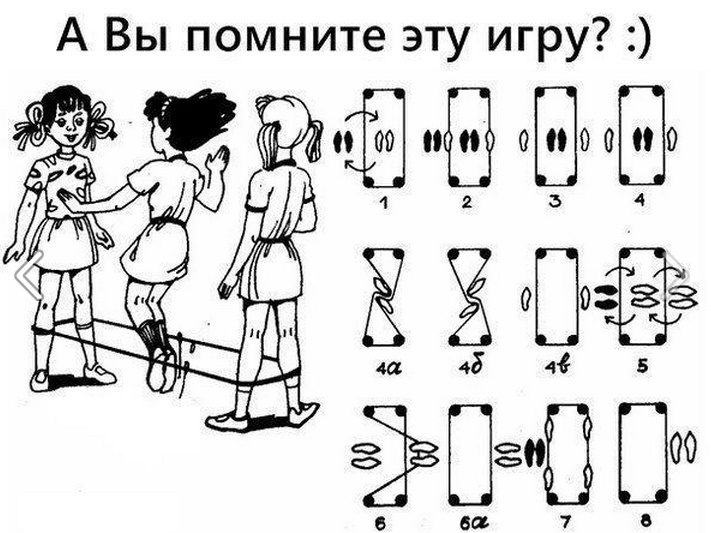 А Вы помните эту игру? :)
1 2 3 4
4а 4б 4в 5
6 6а 7 8